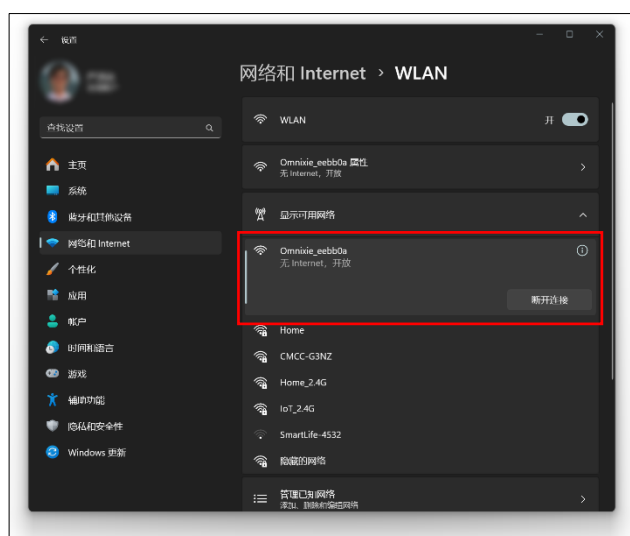 设置
网络和 Internet › WLAN
查找设置
主页
系统
蓝牙和其他设备
网络和 Internet
个性化
应用
帐户
时间和语言
游戏
辅助功能
隐私和安全性
Windows 更新
WLAN
开
Omnixie_eebb0a 属性
无 Internet，开放
显示可用网络
Omnixie_eebb0a
无 Internet，开放
断开连接
Home
CMCC-G3NZ
Home_2.4G
IoT_2.4G
SmartLife-4532
隐藏的网络
管理已知网络
添加、删除和编辑网络